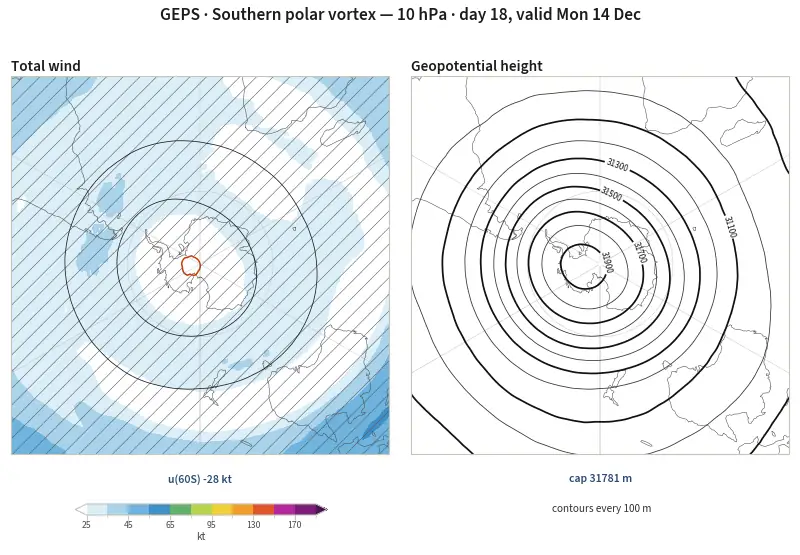 GEPS · Southern polar vortex — 10 hPa · day 18, valid Mon 14 Dec
Total wind
Geopotential height
31300
31500
31100
31700
31900
u(60S) -28 kt
cap 31781 m
contours every 100 m
25 45 65 95 130 170
kt